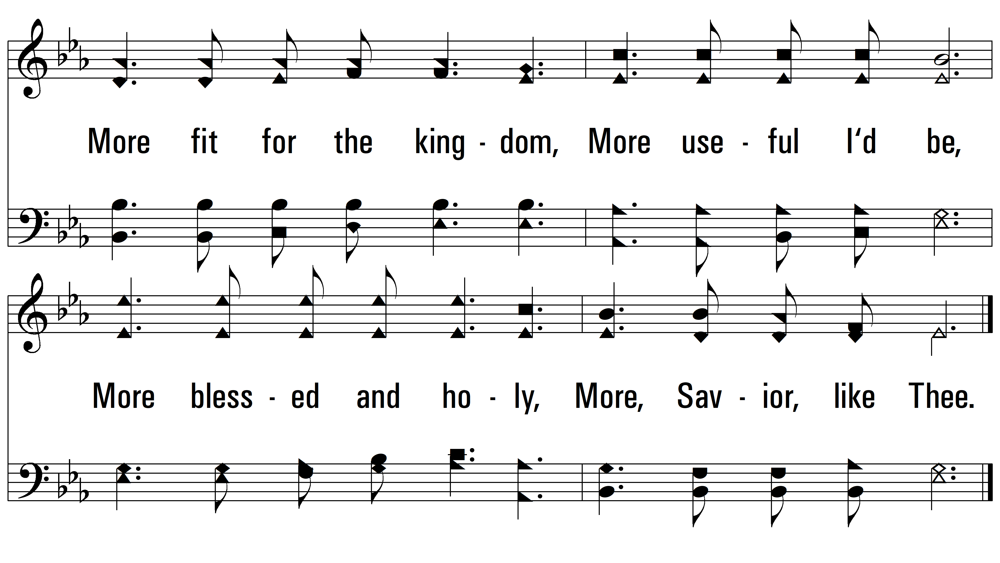 More fit for the king - dom, More use - ful I‘d be,
More bless - ed and ho - ly, More, Sav - ior, like Thee.